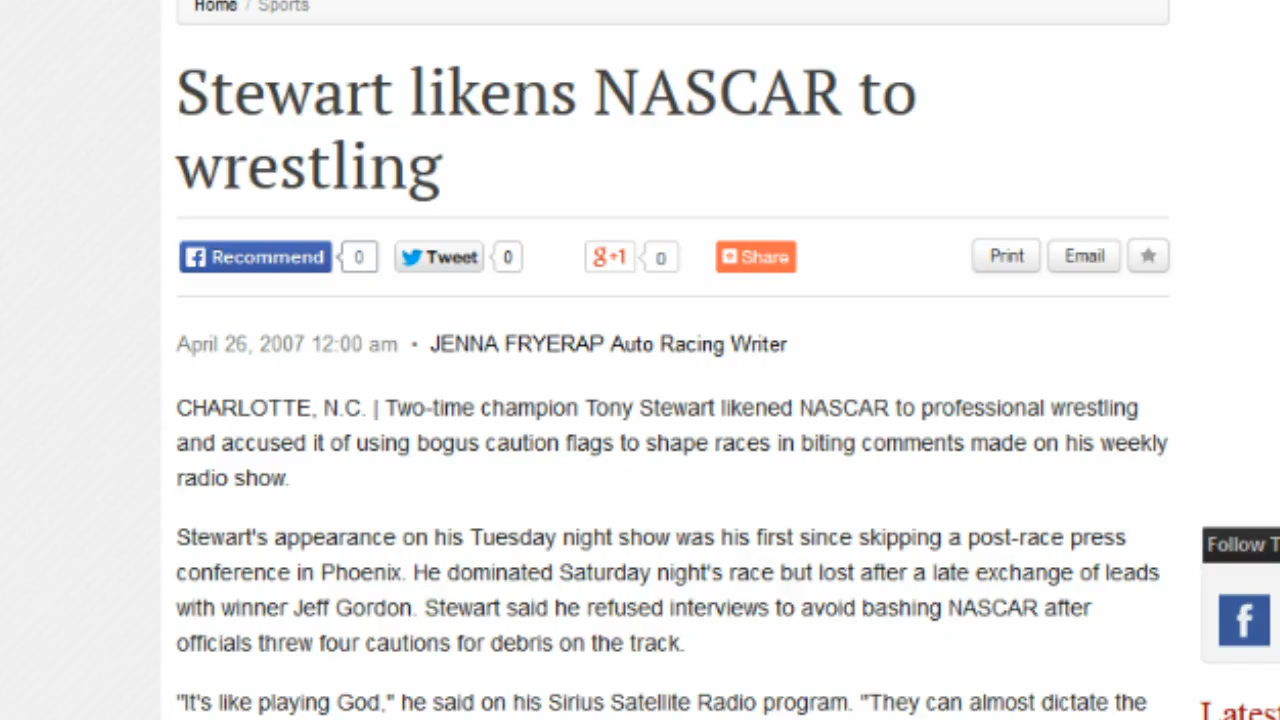 Home / Sports
Stewart likens NASCAR to
wrestling
Recommend 0 Tweet 0 g+1 0 Share Print Email
April 26, 2007 12:00 am • JENNA FRYERAP Auto Racing Writer
CHARLOTTE, N.C. | Two-time champion Tony Stewart likened NASCAR to professional wrestling
and accused it of using bogus caution flags to shape races in biting comments made on his weekly
radio show.
Stewart's appearance on his Tuesday night show was his first since skipping a post-race press
conference in Phoenix. He dominated Saturday night's race but lost after a late exchange of leads
with winner Jeff Gordon. Stewart said he refused interviews to avoid bashing NASCAR after
officials threw four cautions for debris on the track.
Follow T
f
"It's like playing God," he said on his Sirius Satellite Radio program. "They can almost dictate the
Latest